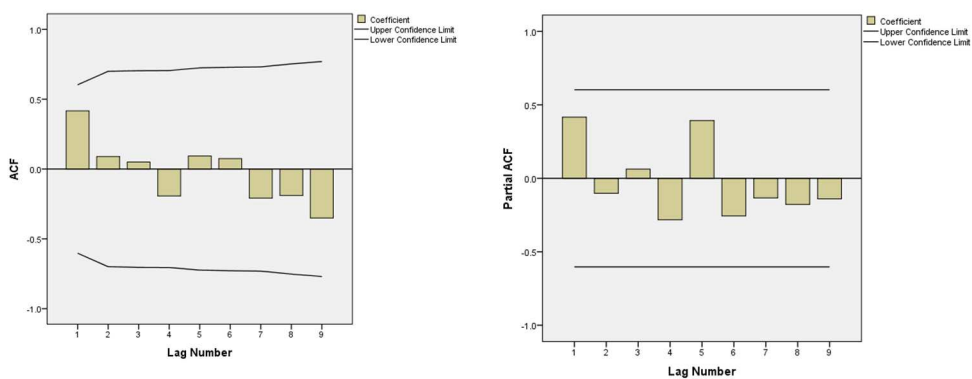 Coefficient
Upper Confidence Limit
Lower Confidence Limit
1.0
0.5
0.0
-0.5
-1.0
ACF
1 2 3 4 5 6 7 8 9
Lag Number
Coefficient
Upper Confidence Limit
Lower Confidence Limit
1.0
0.5
0.0
-0.5
-1.0
Partial ACF
1 2 3 4 5 6 7 8 9
Lag Number